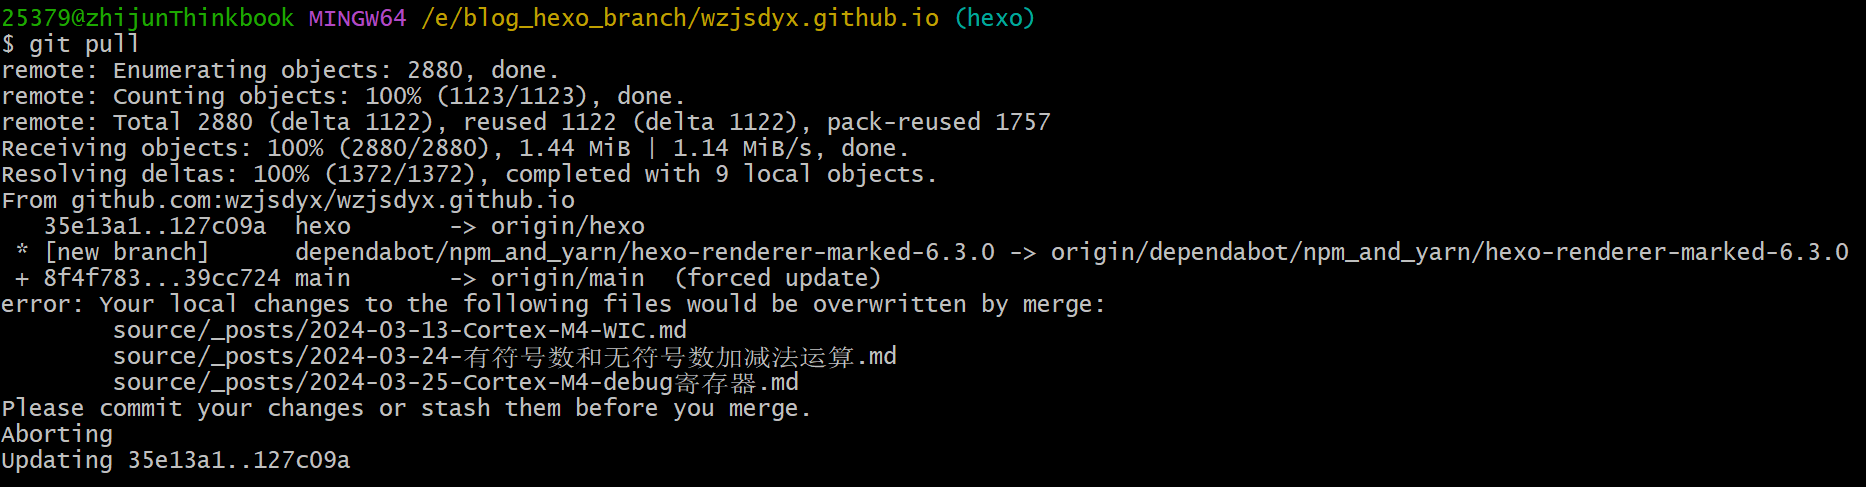 25379@zhijunThinkbook MINGW64 /e/blog_hexo_branch/wzjsdyx.github.io (hexo)
$ git pull
remote: Enumerating objects: 2880, done.
remote: Counting objects: 100% (1123/1123), done.
remote: Total 2880 (delta 1122), reused 1122 (delta 1122), pack-reused 1757
Receiving objects: 100% (2880/2880), 1.44 MiB | 1.14 MiB/s, done.
Resolving deltas: 100% (1372/1372), completed with 9 local objects.
From github.com:wzjsdyx/wzjsdyx.github.io
   35e13a1..127c09a  hexo       -> origin/hexo
 * [new branch]      dependabot/npm_and_yarn/hexo-renderer-marked-6.3.0 -> origin/dependabot/npm_and_yarn/hexo-renderer-marked-6.3.0
 + 8f4f783...39cc724 main       -> origin/main  (forced update)
error: Your local changes to the following files would be overwritten by merge:
        source/_posts/2024-03-13-Cortex-M4-WIC.md
        source/_posts/2024-03-24-有符号数和无符号数加减法运算.md
        source/_posts/2024-03-25-Cortex-M4-debug寄存器.md
Please commit your changes or stash them before you merge.
Aborting
Updating 35e13a1..127c09a